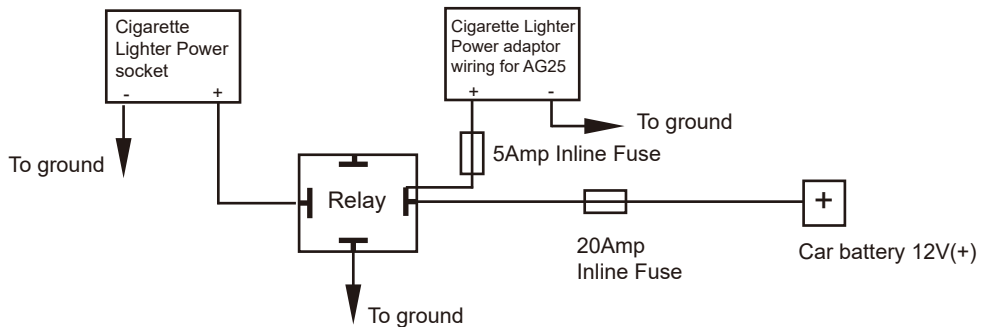 Cigarette
Lighter Power
socket
- +
Cigarette Lighter
Power adaptor
wiring for AG25
+ -
To ground
To ground
5Amp Inline Fuse
Relay
+
20Amp
Inline Fuse
Car battery 12V(+)
To ground